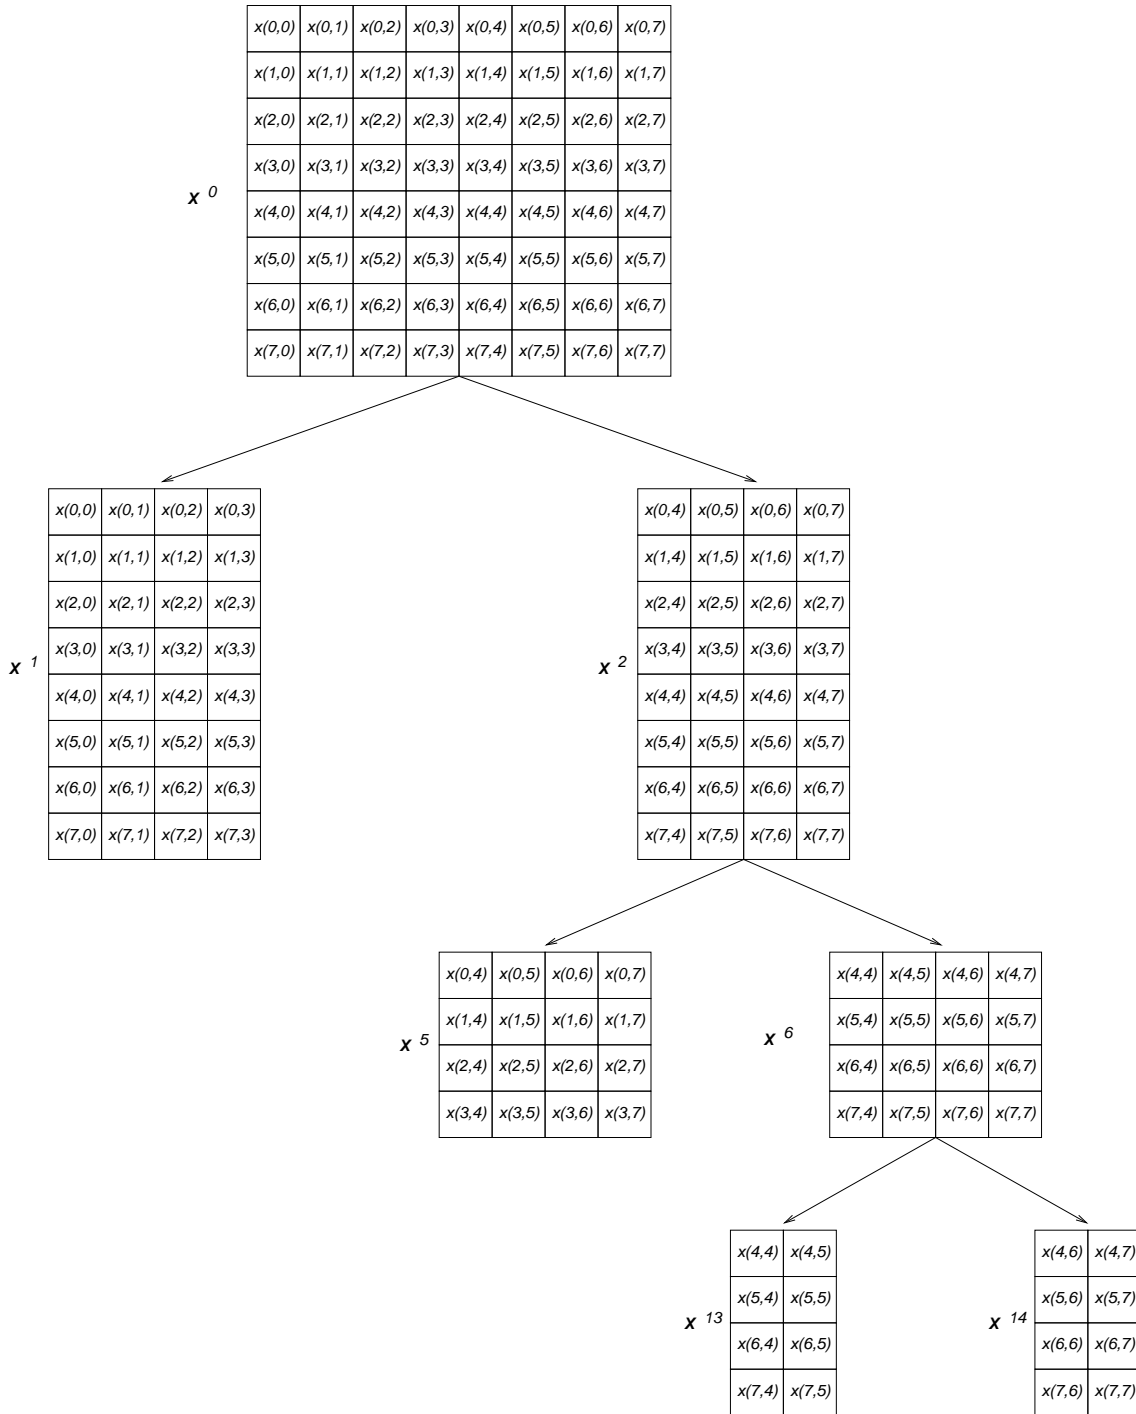 x(0,0) x(0,1) x(0,2) x(0,3) x(0,4) x(0,5) x(0,6) x(0,7)
x(1,0) x(1,1) x(1,2) x(1,3) x(1,4) x(1,5) x(1,6) x(1,7)
x(2,0) x(2,1) x(2,2) x(2,3) x(2,4) x(2,5) x(2,6) x(2,7)
x(3,0) x(3,1) x(3,2) x(3,3) x(3,4) x(3,5) x(3,6) x(3,7)
x 0
x(4,0) x(4,1) x(4,2) x(4,3) x(4,4) x(4,5) x(4,6) x(4,7)
x(5,0) x(5,1) x(5,2) x(5,3) x(5,4) x(5,5) x(5,6) x(5,7)
x(6,0) x(6,1) x(6,2) x(6,3) x(6,4) x(6,5) x(6,6) x(6,7)
x(7,0) x(7,1) x(7,2) x(7,3) x(7,4) x(7,5) x(7,6) x(7,7)
x(0,0) x(0,1) x(0,2) x(0,3)
x(1,0) x(1,1) x(1,2) x(1,3)
x(2,0) x(2,1) x(2,2) x(2,3)
x(3,0) x(3,1) x(3,2) x(3,3)
x 1
x(4,0) x(4,1) x(4,2) x(4,3)
x(5,0) x(5,1) x(5,2) x(5,3)
x(6,0) x(6,1) x(6,2) x(6,3)
x(7,0) x(7,1) x(7,2) x(7,3)
x(0,4) x(0,5) x(0,6) x(0,7)
x(1,4) x(1,5) x(1,6) x(1,7)
x(2,4) x(2,5) x(2,6) x(2,7)
x(3,4) x(3,5) x(3,6) x(3,7)
x 2
x(4,4) x(4,5) x(4,6) x(4,7)
x(5,4) x(5,5) x(5,6) x(5,7)
x(6,4) x(6,5) x(6,6) x(6,7)
x(7,4) x(7,5) x(7,6) x(7,7)
x(0,4) x(0,5) x(0,6) x(0,7)
x(1,4) x(1,5) x(1,6) x(1,7)
x 5
x(2,4) x(2,5) x(2,6) x(2,7)
x(3,4) x(3,5) x(3,6) x(3,7)
x(4,4) x(4,5) x(4,6) x(4,7)
x(5,4) x(5,5) x(5,6) x(5,7)
x 6
x(6,4) x(6,5) x(6,6) x(6,7)
x(7,4) x(7,5) x(7,6) x(7,7)
x(4,4) x(4,5)
x(5,4) x(5,5)
x 13
x(6,4) x(6,5)
x(7,4) x(7,5)
x(4,6) x(4,7)
x(5,6) x(5,7)
x 14
x(6,6) x(6,7)
x(7,6) x(7,7)